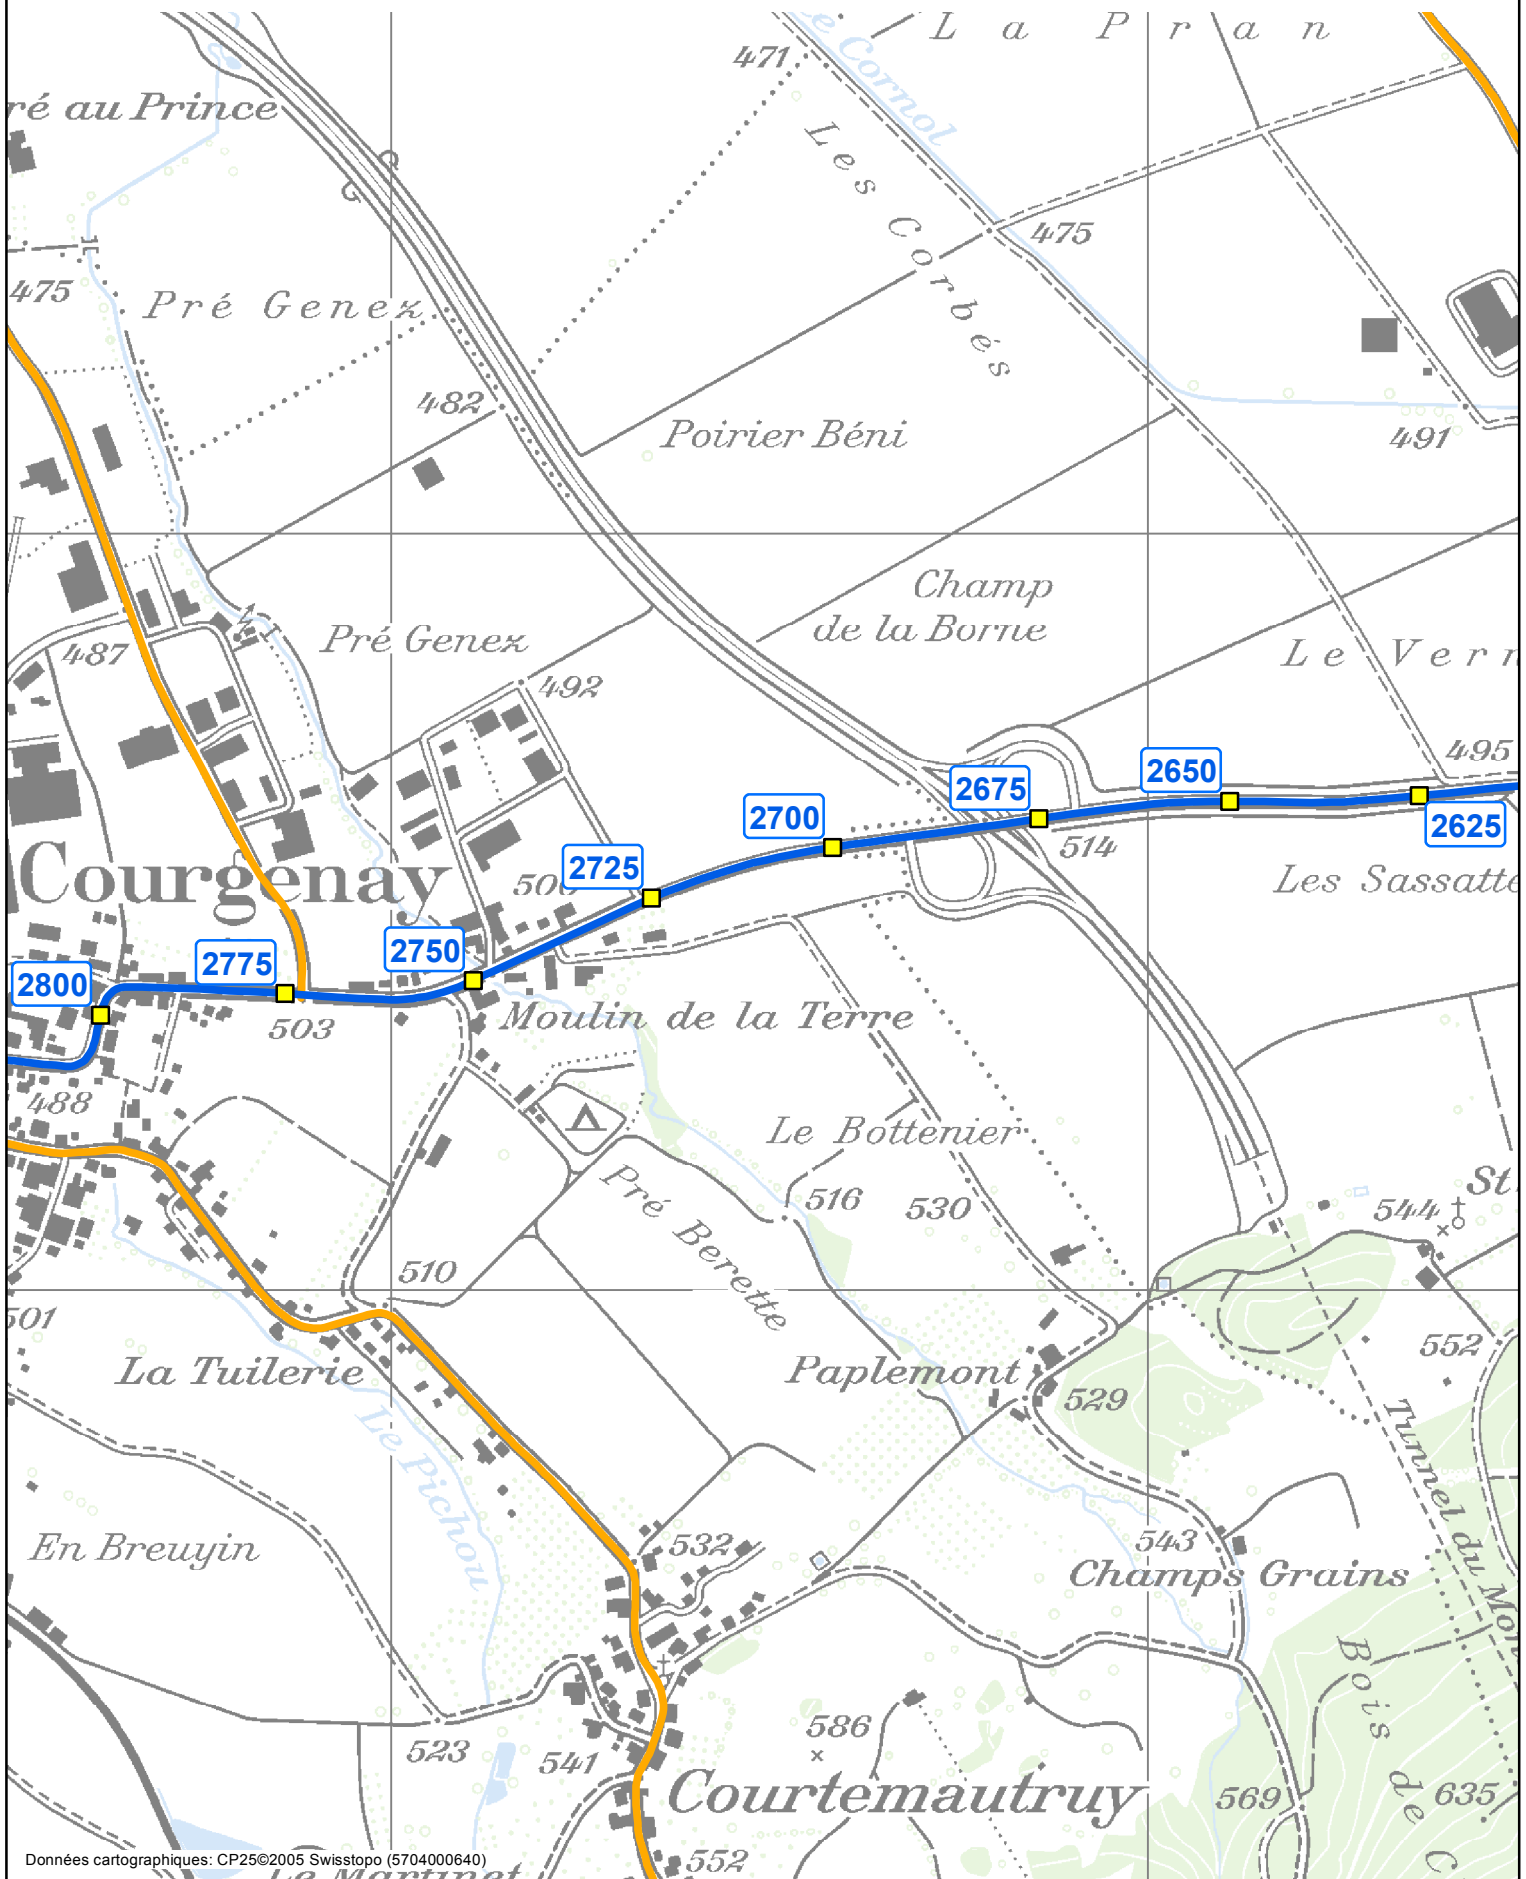 La Pran
471
Le Cornol
ré au Prince
Les Corbés
475
475
Pré Genez
482
Poirier Béni
491
Champ
de la Borne
Pré Genez
487
Le Vern
492
495
2650
2675
2700
2625
514
2725
Courgenay
Les Sassatte
2750
2775
2800
503
Moulin de la Terre
488
Le Bottenier
Pré Berette
516
530
St
544
510
501
552
La Tuilerie
Paplemont
529
Le Pichou
Tunnel du Mon
En Breuyin
532
543
Champs Grains
Bois de C
586
523
541
Courtemautruy
569
635
552
Données cartographiques: CP25©2005 Swisstopo (5704000640)
Le Martinet